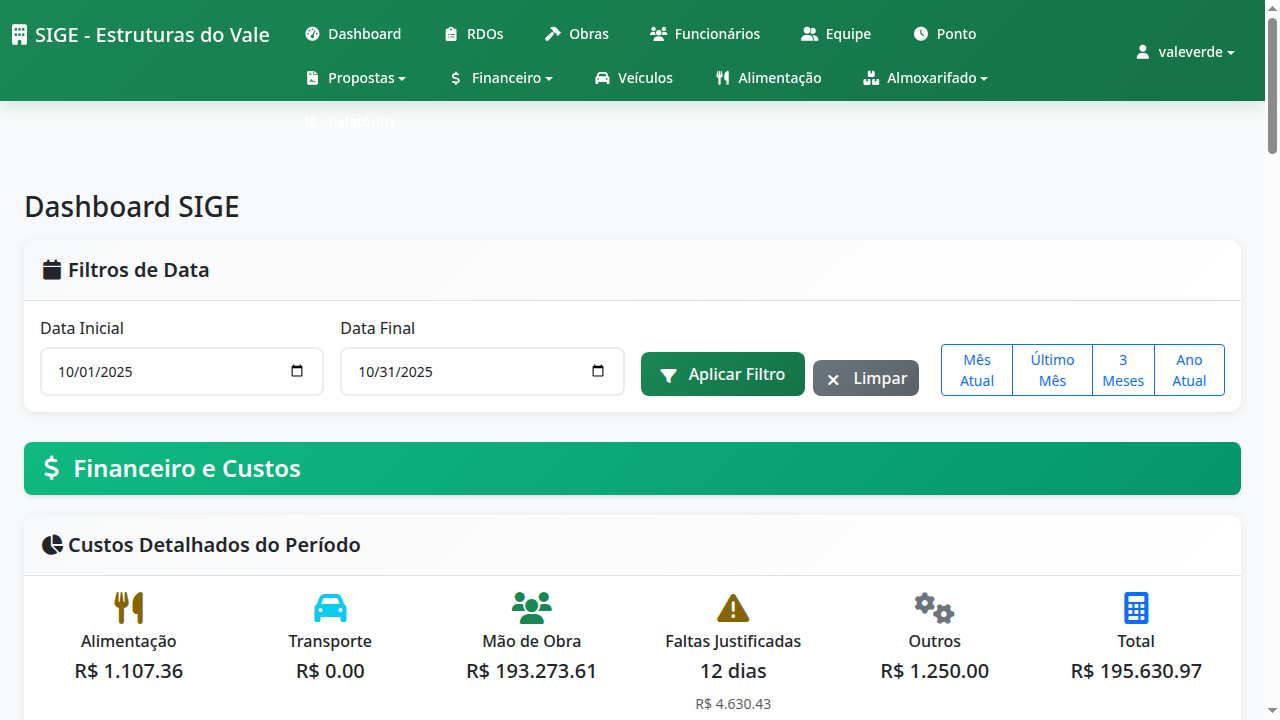 SIGE - Estruturas do Vale
Dashboard
RDOs
Obras
Funcionários
Equipe
Ponto
valeverde
Propostas
Financeiro
Veículos
Alimentação
Almoxarifado
Relatórios
Dashboard SIGE
Filtros de Data
Data Inicial
Data Final
10/01/2025
10/31/2025
Aplicar Filtro
Limpar
Mês
Atual
Último
Mês
3
Meses
Ano
Atual
Financeiro e Custos
Custos Detalhados do Período
Alimentação
R$ 1.107.36
Transporte
R$ 0.00
Mão de Obra
R$ 193.273.61
Faltas Justificadas
12 dias
R$ 4.630.43
Outros
R$ 1.250.00
Total
R$ 195.630.97